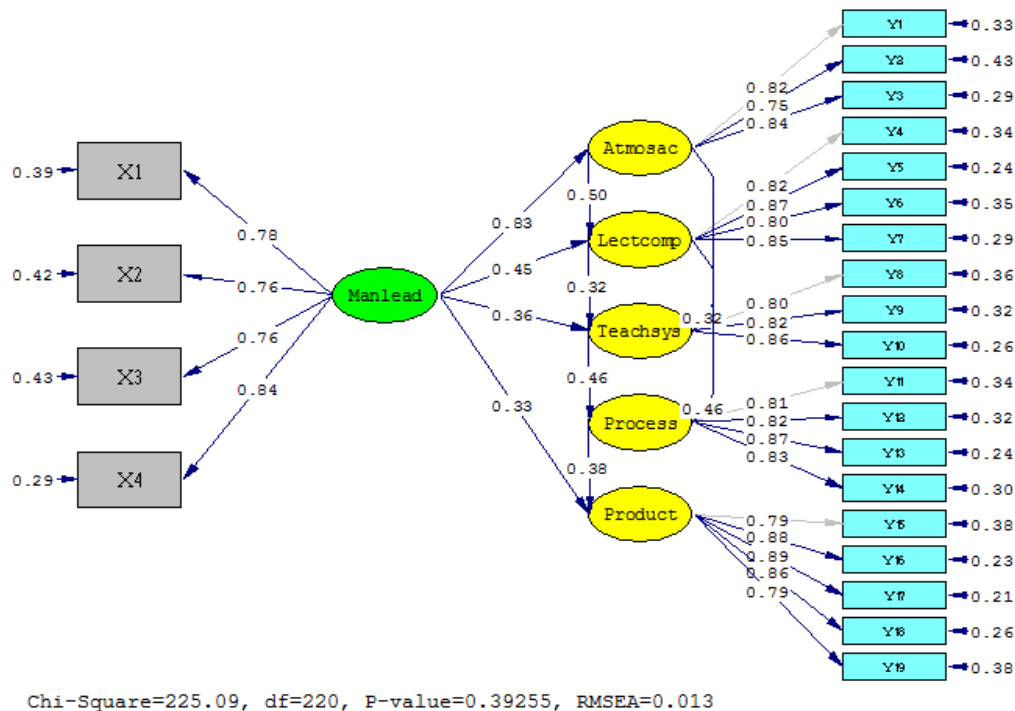 Y1
0.33
Y2
0.43
0.82
0.75
0.84
Y3
0.29
Y4
0.34
Atmosac
0.39
X1
Y5
0.24
0.82
0.87
0.80
0.85
0.50
Y6
0.35
0.83
0.78
Lectcomp
Y7
0.29
0.42
X2
0.45
Y8
0.36
0.76
Manlead
0.32
0.80
0.82
0.86
Y9
0.32
0.36
0.32
Teachsys
0.76
Y10
0.26
0.43
X3
0.46
Y11
0.34
0.84
0.33
0.46
0.81
0.82
0.87
0.83
Y12
0.32
Process
Y13
0.24
0.29
X4
0.38
Y14
0.30
Product
0.79
0.88
0.89
0.86
0.79
Y15
0.38
Y16
0.23
Y17
0.21
Y18
0.26
Y19
0.38
Chi-Square=225.09, df=220, P-value=0.39255, RMSEA=0.013